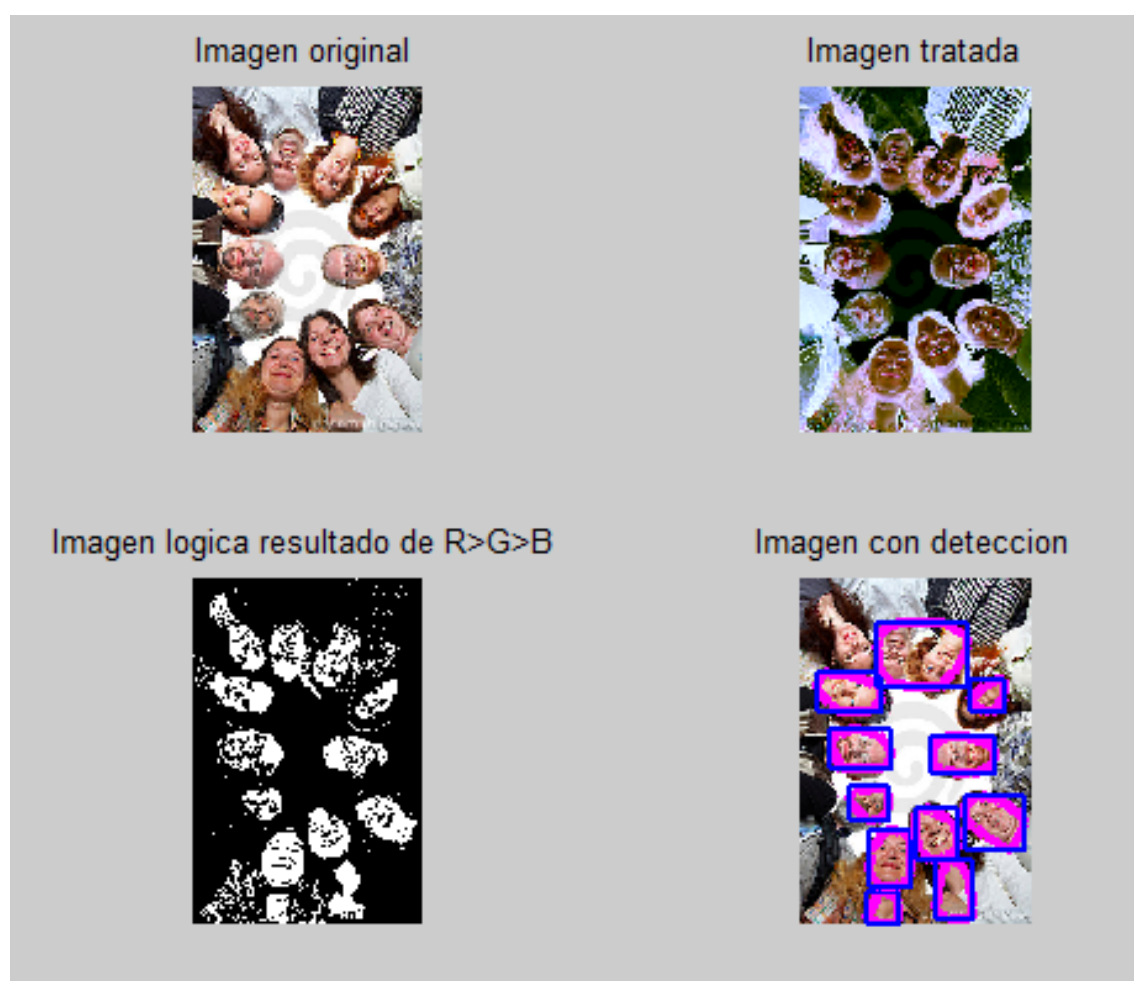 Imagen original
Imagen tratada
Imagen logica resultado de R>G>B
Imagen con deteccion